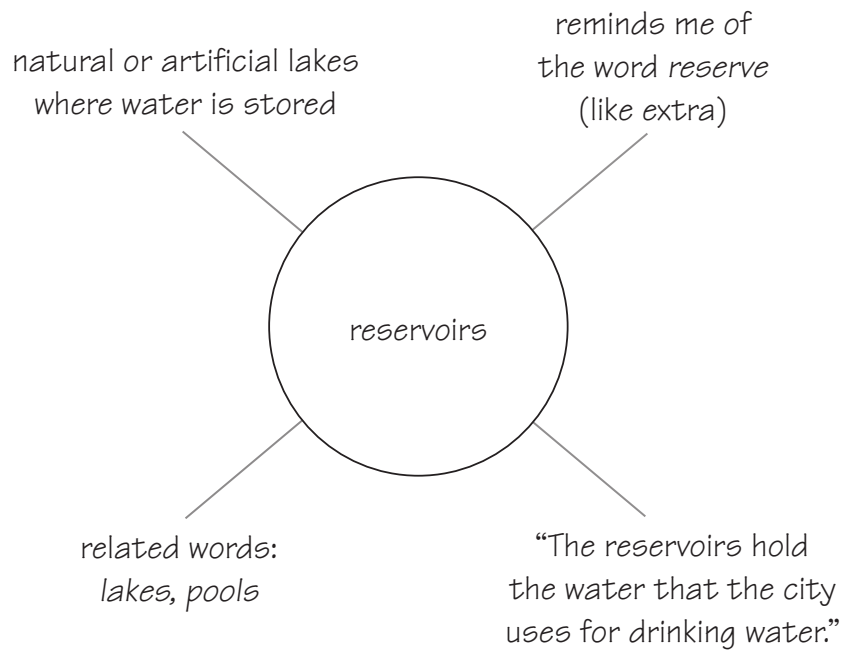 natural or artificial lakes
where water is stored
reminds me of
the word reserve
(like extra)
reservoirs
related words:
lakes, pools
“The reservoirs hold
the water that the city
uses for drinking water.”